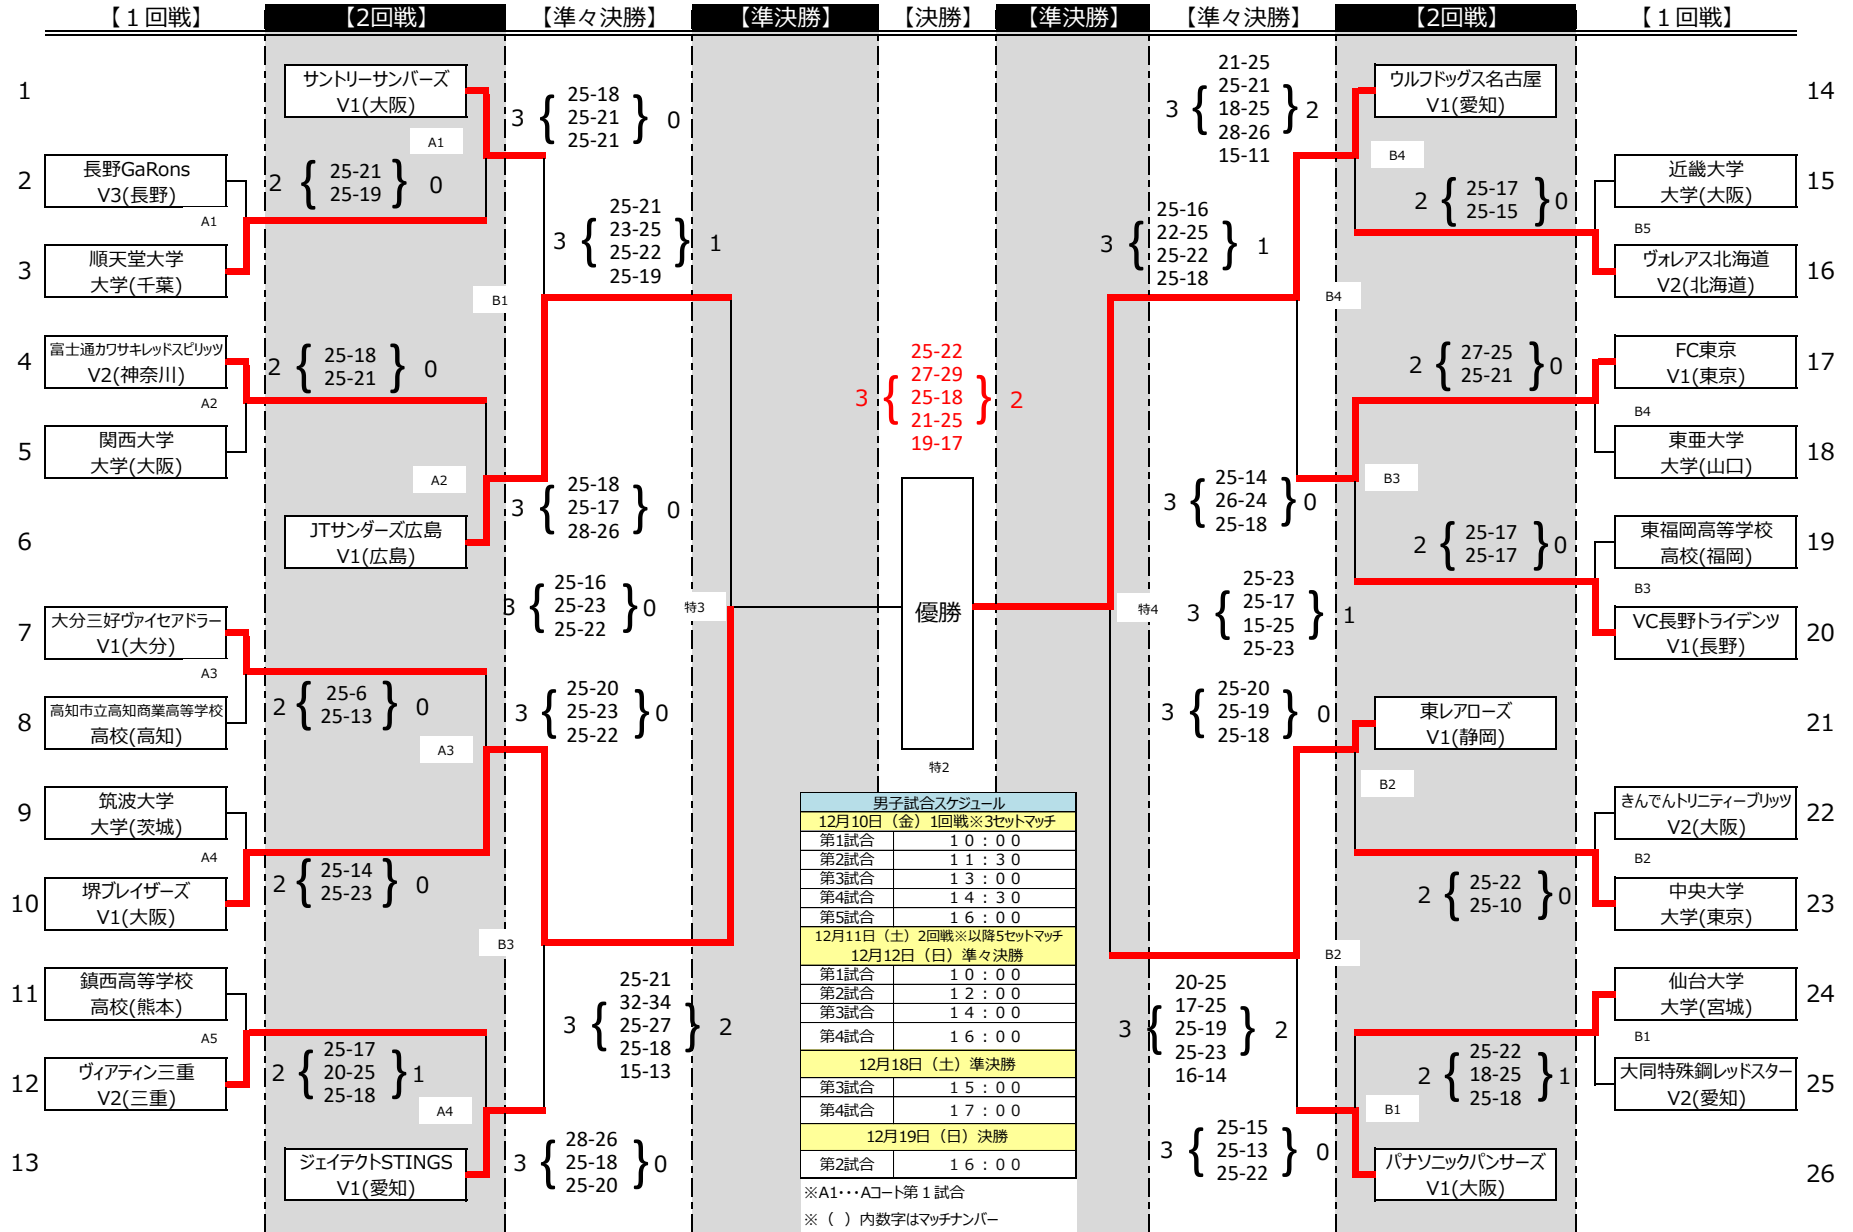 【１回戦】 【2回戦】 【準々決勝】 【準決勝】 【決勝】 【準決勝】 【準々決勝】 【2回戦】 【１回戦】
1
サントリーサンバーズ
V1(大阪)
A1
2
長野GaRons
V3(長野)
A1
3
順天堂大学
大学(千葉)
2 { 25-21 } 0
25-19
3 { 25-18 } 0
25-21
25-21
4
富士通カワサキレッドスピリッツ
V2(神奈川)
A2
5
関西大学
大学(大阪)
2 { 25-18 } 0
25-21
A2
6
JTサンダーズ広島
V1(広島)
3 { 25-18 } 0
25-17
28-26
B1
3 { 25-21 } 1
23-25
25-22
25-19
7
大分三好ヴァイセアドラー
V1(大分)
A3
8
高知市立高知商業高等学校
高校(高知)
2 { 25-6 } 0
25-13
A3
9
筑波大学
大学(茨城)
A4
10
堺ブレイザーズ
V1(大阪)
2 { 25-14 } 0
25-23
3 { 25-20 } 0
25-23
25-22
11
鎮西高等学校
高校(熊本)
A5
12
ヴィアティン三重
V2(三重)
2 { 25-17 } 1
20-25
25-18
A4
13
ジェイテクトSTINGS
V1(愛知)
3 { 28-26 } 0
25-18
25-20
B3
3 { 25-21 } 2
32-34
25-27
25-18
15-13
3 { 25-16 } 0
25-23
25-22
特3
3 { 25-22 } 2
27-29
25-18
21-25
19-17
優勝
特2
男子試合スケジュール
12月10日（金）1回戦※3セットマッチ
第1試合 １０：００
第2試合 １１：３０
第3試合 １３：００
第4試合 １４：３０
第5試合 １６：００
12月11日（土）2回戦※以降5セットマッチ
12月12日（日）準々決勝
第1試合 １０：００
第2試合 １２：００
第3試合 １４：００
第4試合 １６：００
12月18日（土）準決勝
第3試合 １５：００
第4試合 １７：００
12月19日（日）決勝
第2試合 １６：００
※A1･･･Aコート第１試合
※（ ）内数字はマッチナンバー
3 { 21-25 } 2
25-21
18-25
28-26
15-11
ウルフドッグス名古屋
V1(愛知)
14
B4
近畿大学
大学(大阪)
15
B5
ヴォレアス北海道
V2(北海道)
16
2 { 25-17 } 0
25-15
3 { 25-16 } 1
22-25
25-22
25-18
B4
FC東京
V1(東京)
17
B4
東亜大学
大学(山口)
18
2 { 27-25 } 0
25-21
3 { 25-14 } 0
26-24
25-18
B3
東福岡高等学校
高校(福岡)
19
B3
VC長野トライデンツ
V1(長野)
20
2 { 25-17 } 0
25-17
特4
3 { 25-23 } 1
25-17
15-25
25-23
3 { 25-20 } 0
25-19
25-18
東レアローズ
V1(静岡)
21
B2
きんでんトリニティーブリッツ
V2(大阪)
22
B2
中央大学
大学(東京)
23
2 { 25-22 } 0
25-10
B2
3 { 20-25 } 2
17-25
25-19
25-23
16-14
仙台大学
大学(宮城)
24
B1
大同特殊鋼レッドスター
V2(愛知)
25
2 { 25-22 } 1
18-25
25-18
B1
3 { 25-15 } 0
25-13
25-22
パナソニックパンサーズ
V1(大阪)
26